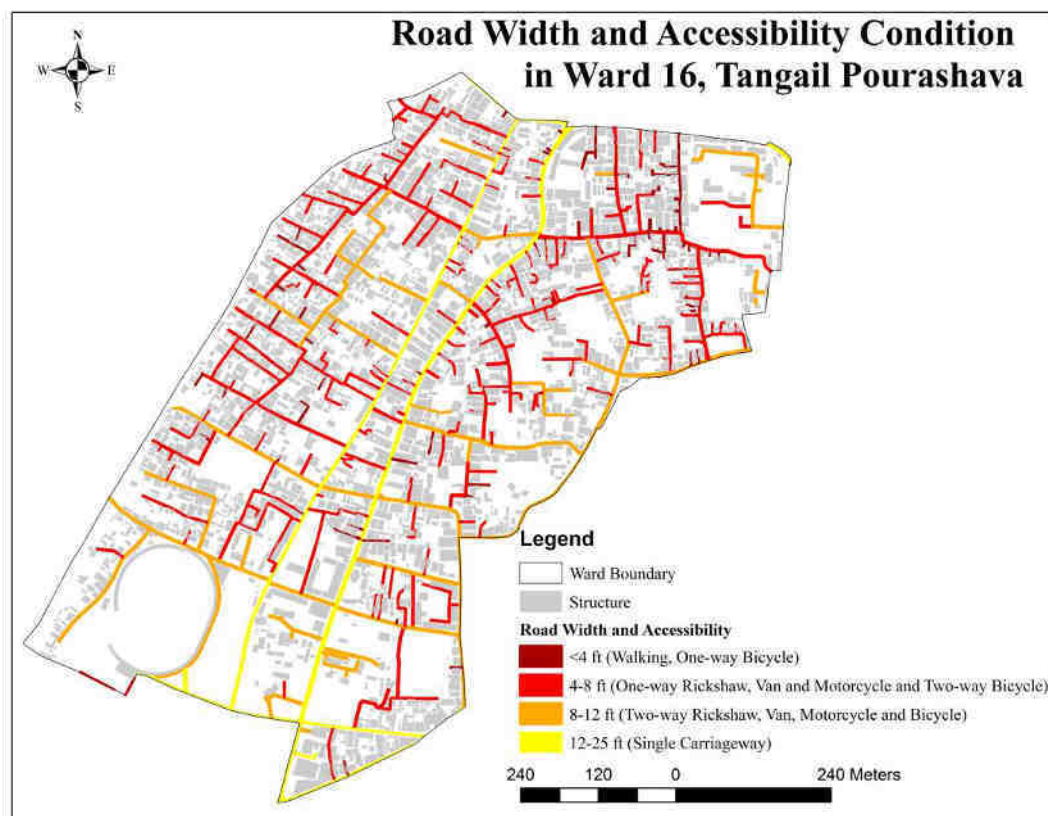 Road Width and Accessibility Condition
in Ward 16, Tangail Pourashava
N
W E
S
Legend
Ward Boundary
Structure
Road Width and Accessibility
<4 ft (Walking, One-way Bicycle)
4-8 ft (One-way Rickshaw, Van and Motorcycle and Two-way Bicycle)
8-12 ft (Two-way Rickshaw, Van, Motorcycle and Bicycle)
12-25 ft (Single Carriageway)
240 120 0 240 Meters